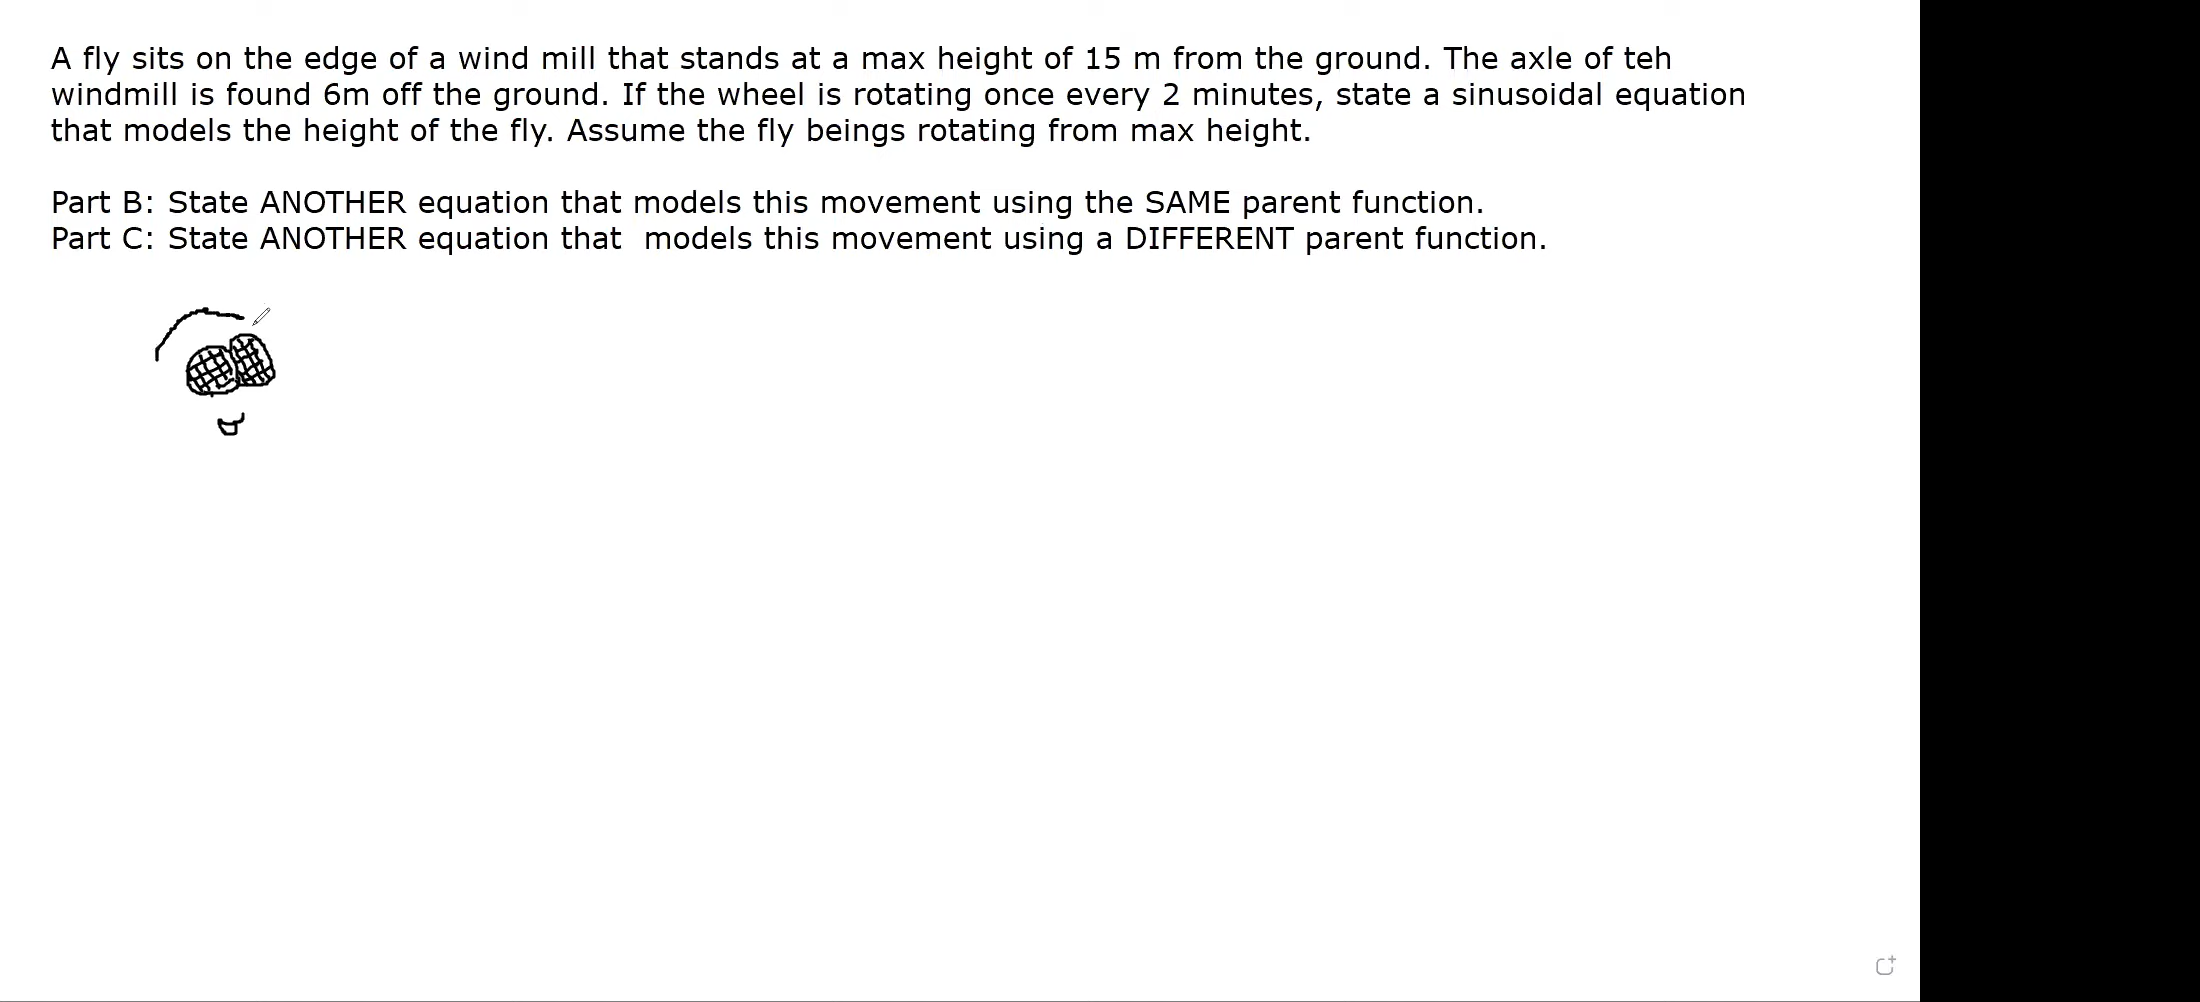 A fly sits on the edge of a wind mill that stands at a max height of 15 m from the ground. The axle of teh
windmill is found 6m off the ground. If the wheel is rotating once every 2 minutes, state a sinusoidal equation
that models the height of the fly. Assume the fly beings rotating from max height.
Part B: State ANOTHER equation that models this movement using the SAME parent function.
Part C: State ANOTHER equation that  models this movement using a DIFFERENT parent function.